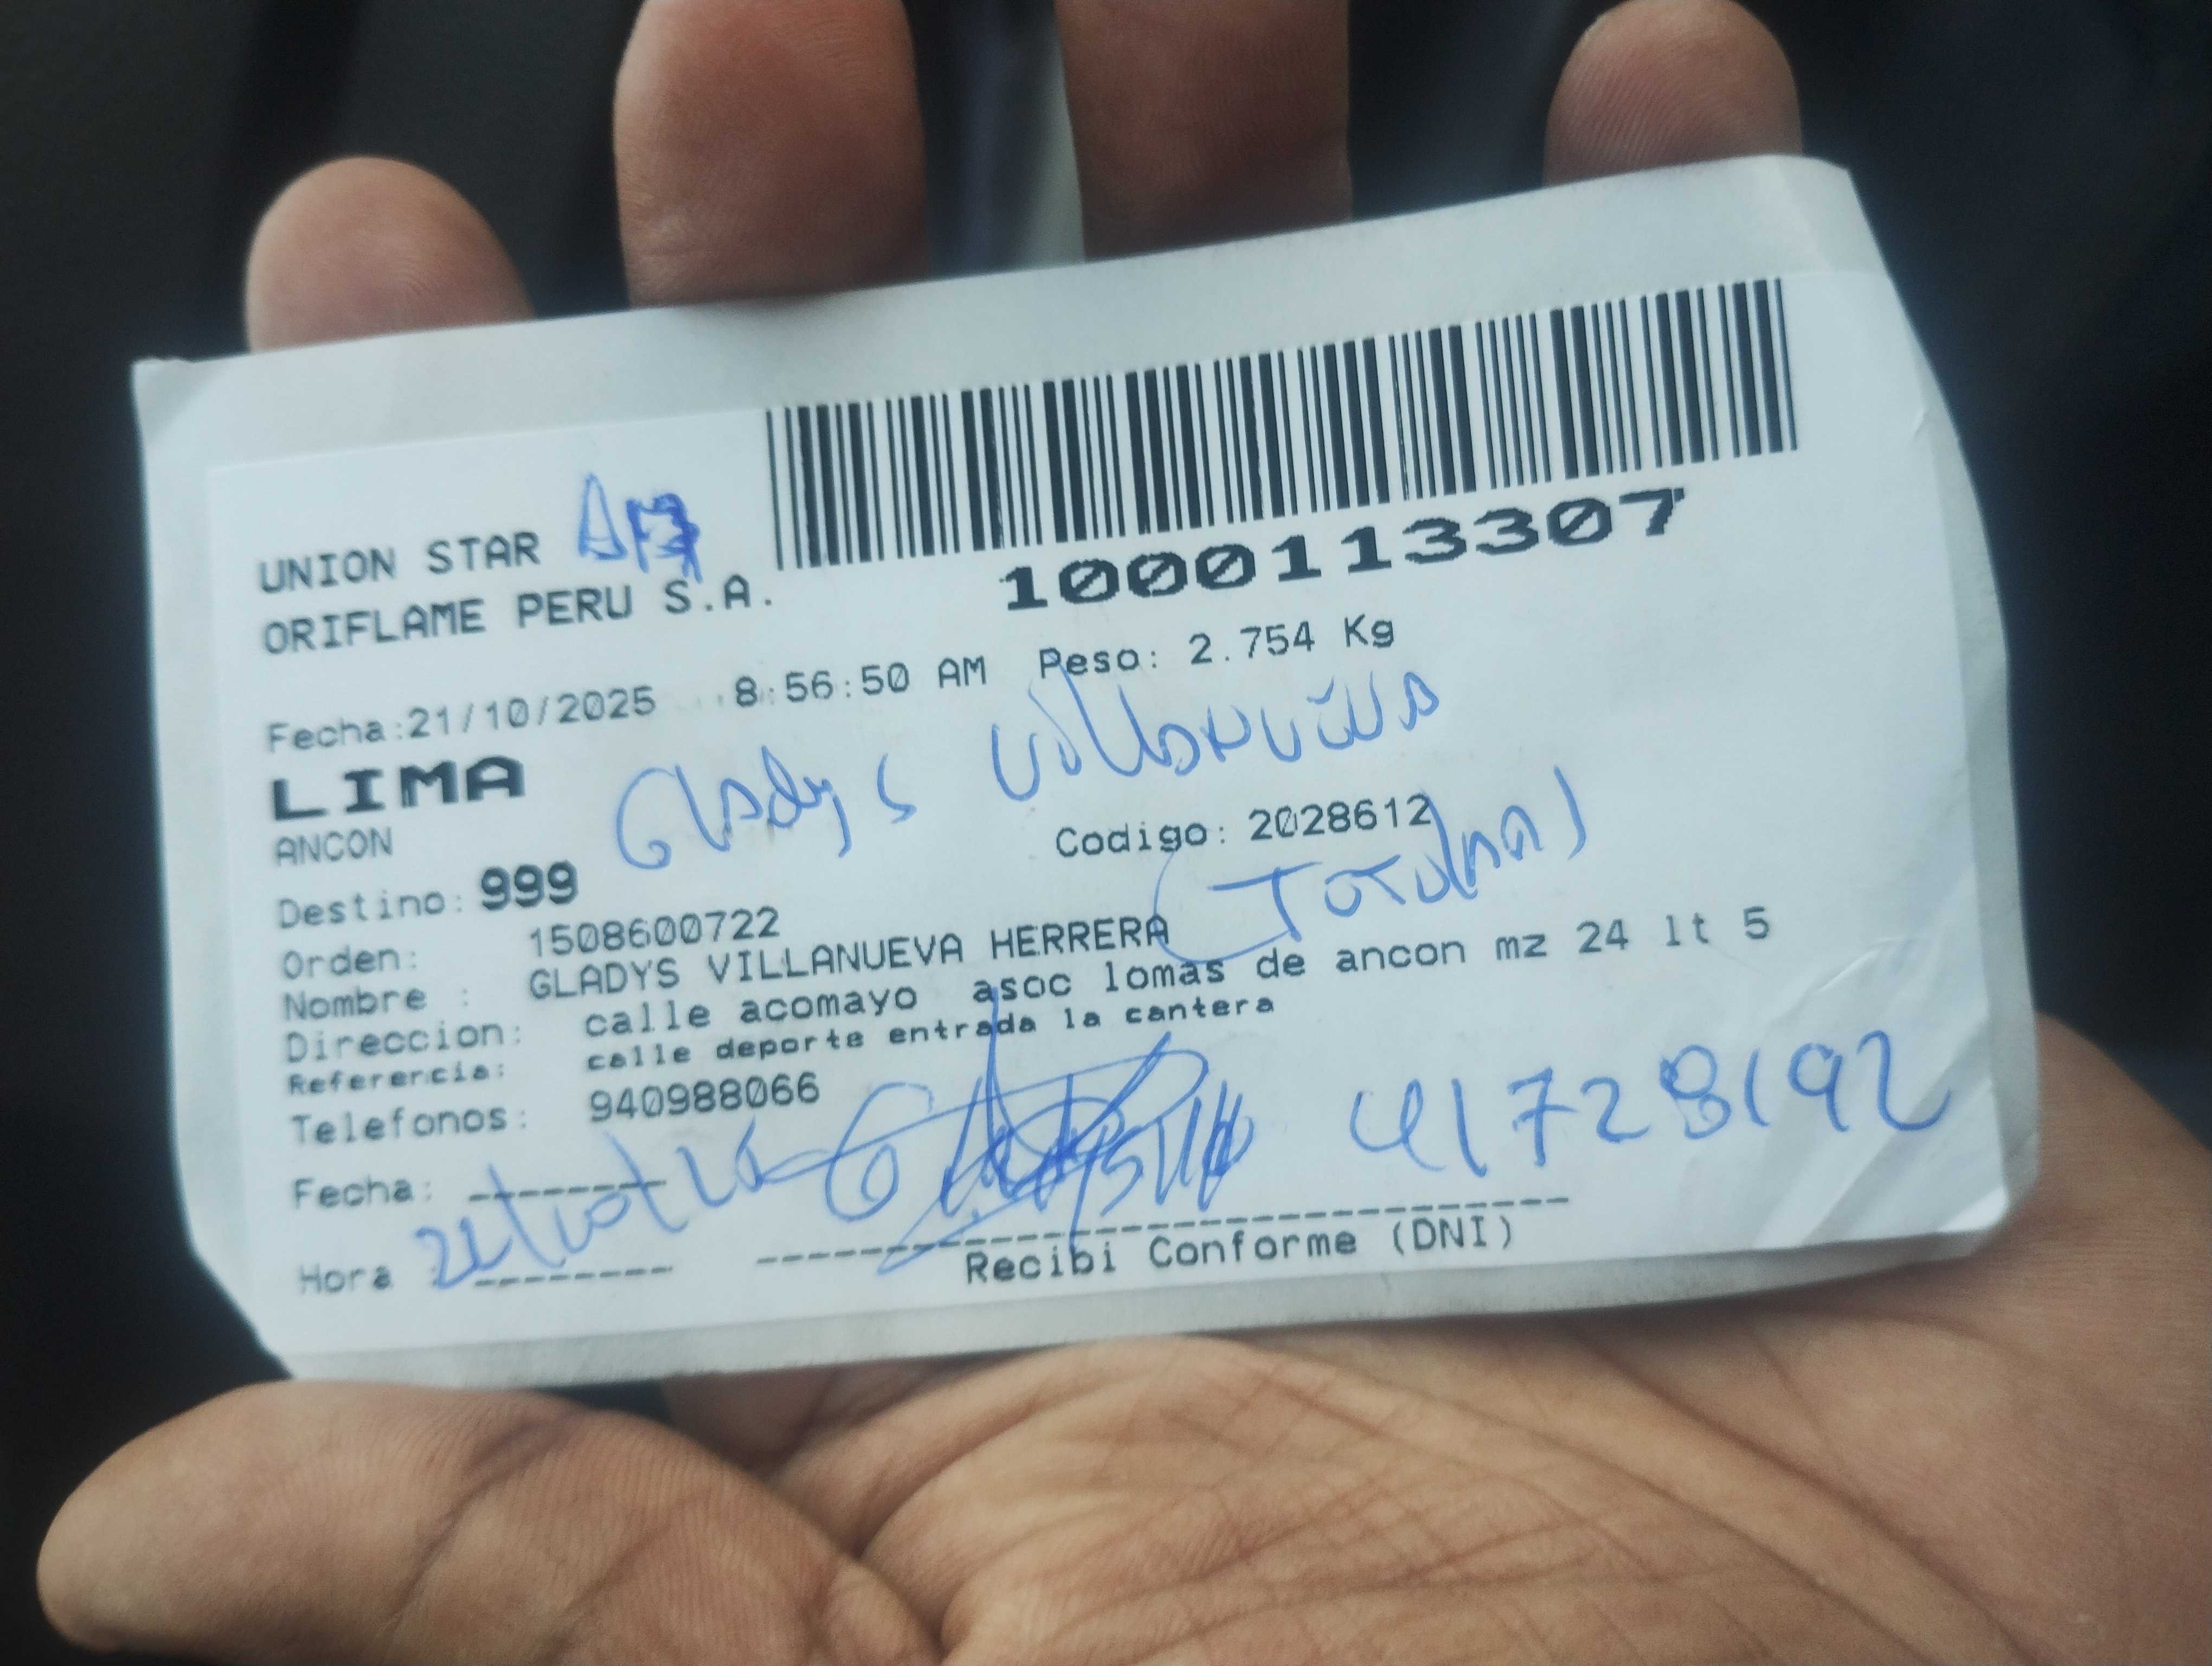 UNION STAR
ORIFLAME PERU S.A.
1000113307
Fecha:21/10/2025 8:56:50 AM Peso: 2.754 Kg
LIMA
Gladys Villanueva
ANCON
Codigo: 2028612
Destino: 999
(Titular)
Orden: 1508600722
Nombre : GLADYS VILLANUEVA HERRERA
Direccion: calle acomayo asoc lomas de ancon mz 24 lt 5
Referencia: calle deporte entrada la cantera
Telefonos: 940988066
41728192
Fecha:
Hora :
Recibi Conforme (DNI)